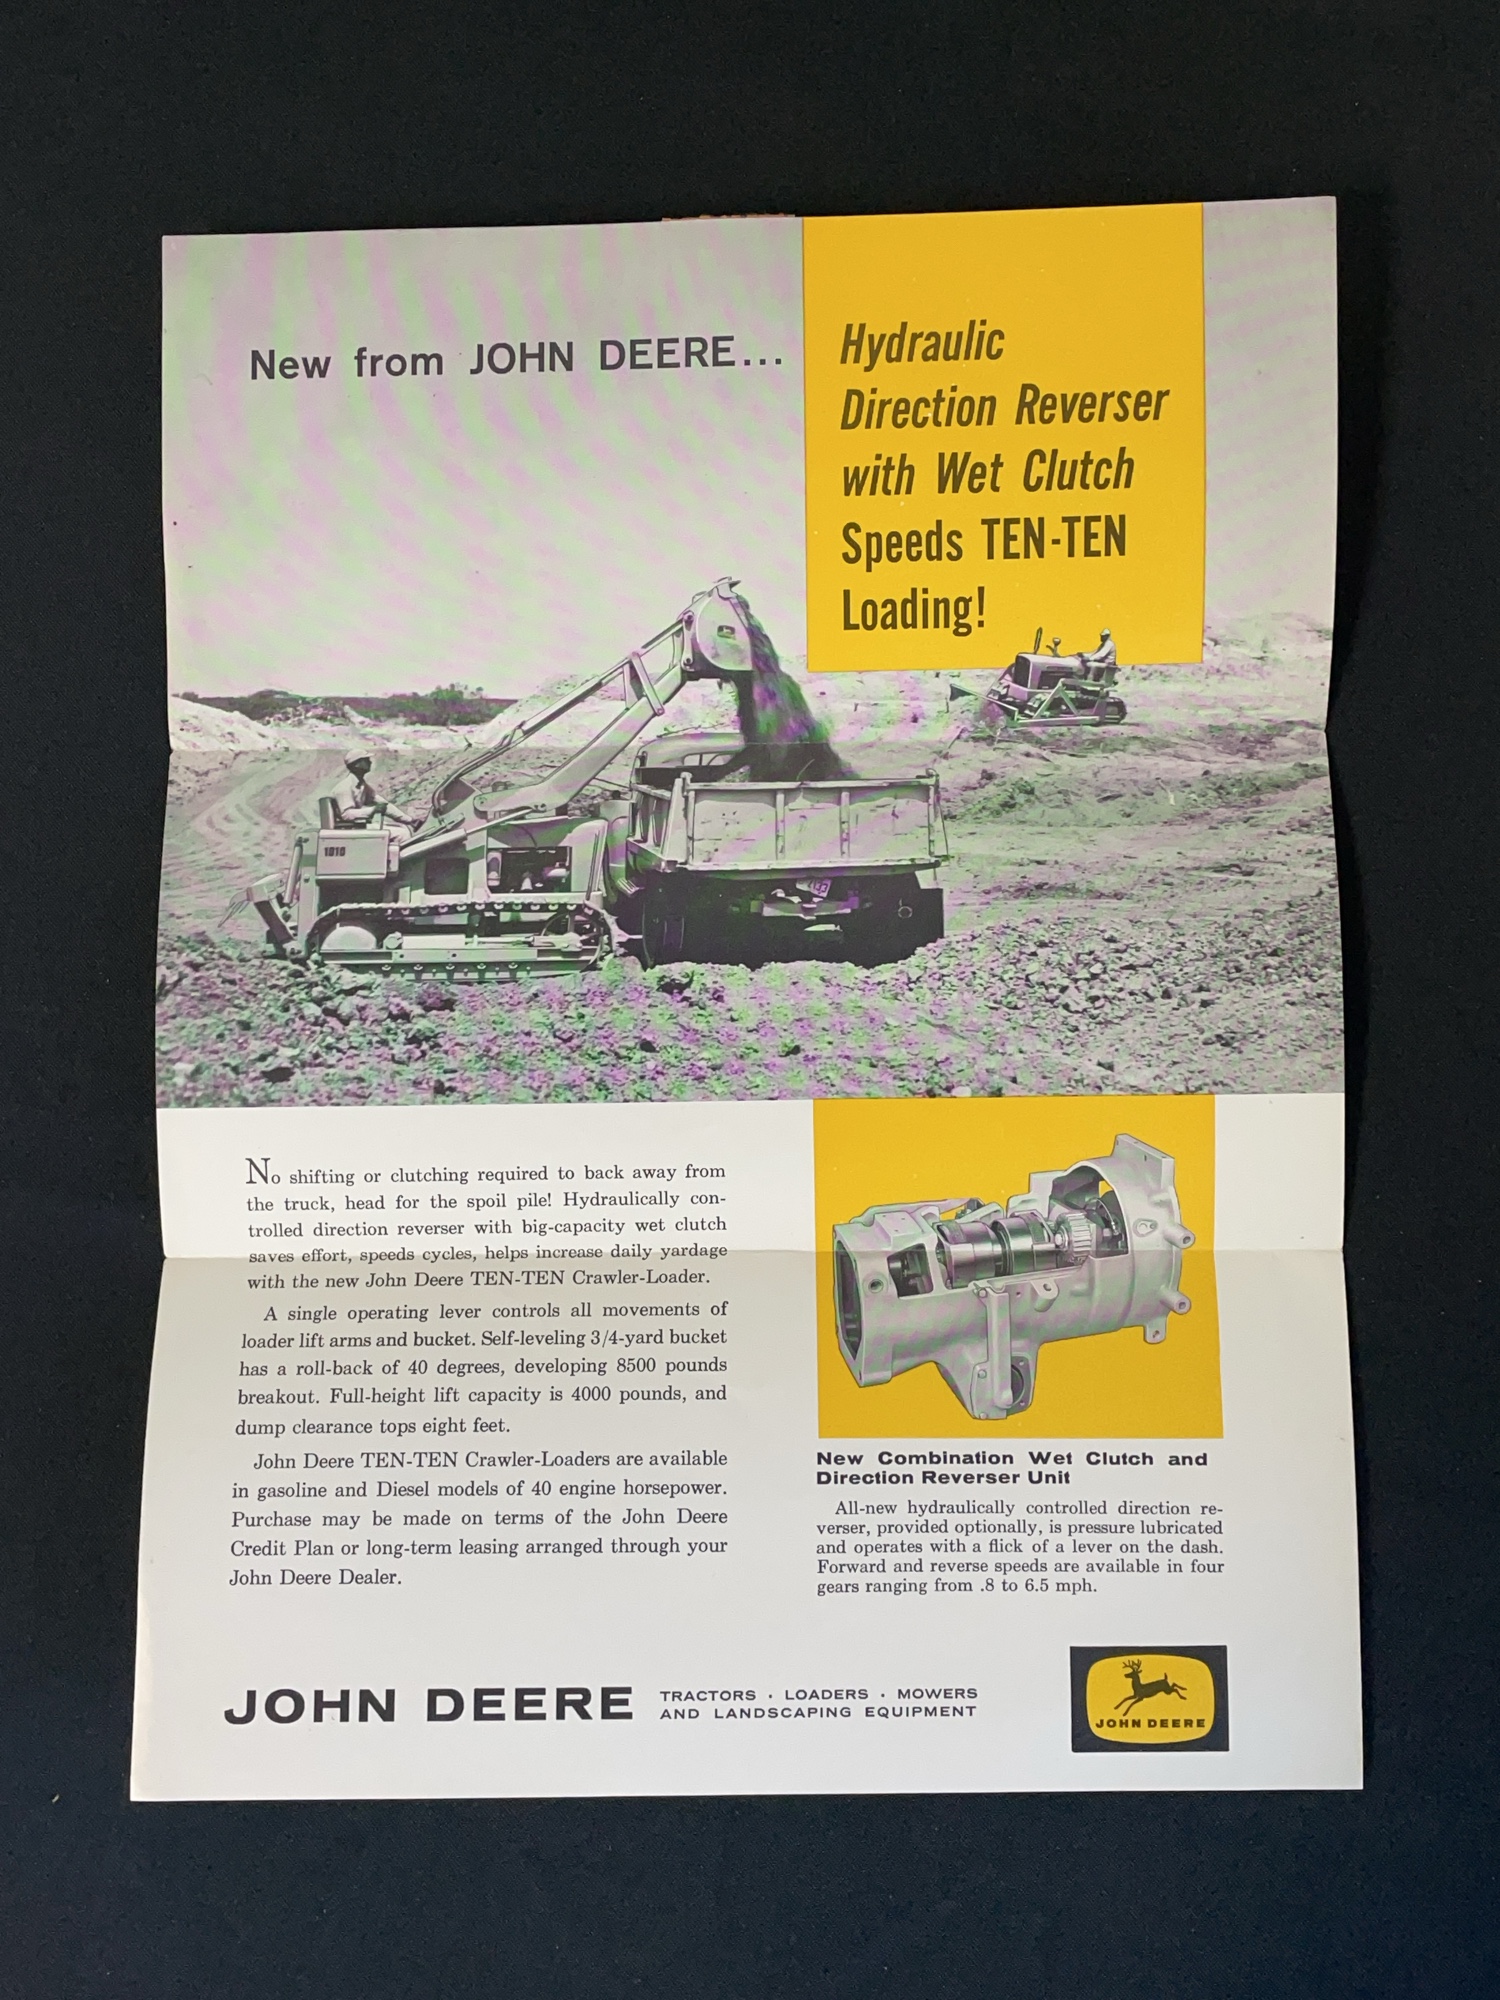 New from JOHN DEERE...
Hydraulic
Direction Reverser
with Wet Clutch
Speeds TEN-TEN
Loading!
1010
No shifting or clutching required to back away from
the truck, head for the spoil pile! Hydraulically con-
trolled direction reverser with big-capacity wet clutch
saves effort, speeds cycles, helps increase daily yardage
with the new John Deere TEN-TEN Crawler-Loader.
A single operating lever controls all movements of
loader lift arms and bucket. Self-leveling 3/4-yard bucket
has a roll-back of 40 degrees, developing 8500 pounds
breakout. Full-height lift capacity is 4000 pounds, and
dump clearance tops eight feet.
John Deere TEN-TEN Crawler-Loaders are available
in gasoline and Diesel models of 40 engine horsepower.
Purchase may be made on terms of the John Deere
Credit Plan or long-term leasing arranged through your
John Deere Dealer.
New Combination Wet Clutch and
Direction Reverser Unit
All-new hydraulically controlled direction re-
verser, provided optionally, is pressure lubricated
and operates with a flick of a lever on the dash.
Forward and reverse speeds are available in four
gears ranging from .8 to 6.5 mph.
JOHN DEERE
TRACTORS · LOADERS · MOWERS
AND LANDSCAPING EQUIPMENT
JOHN DEERE